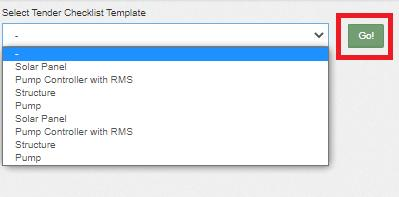 Select Tender Checklist Template
-
Go!
-
Solar Panel
Pump Controller with RMS
Structure
Pump
Solar Panel
Pump Controller with RMS
Structure
Pump